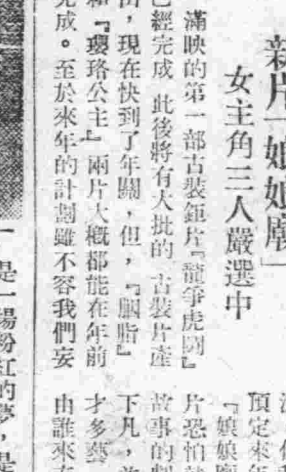 新片「娘娘廟」
女主角三人嚴選中
滿映的第一部古裝鉅片『龍爭虎鬪』
已經完成 此後將有大批的 古裝片產
出,現在快到了年關,但,『胭脂』
和『瓔珞公主』兩片大概都能在年前
完成。至於來年的計劃雖不容我們妄
預定來
『娘娘
片恐怕
故事的
下凡,
才多藝
由誰來
一是一場粉紅的夢,是